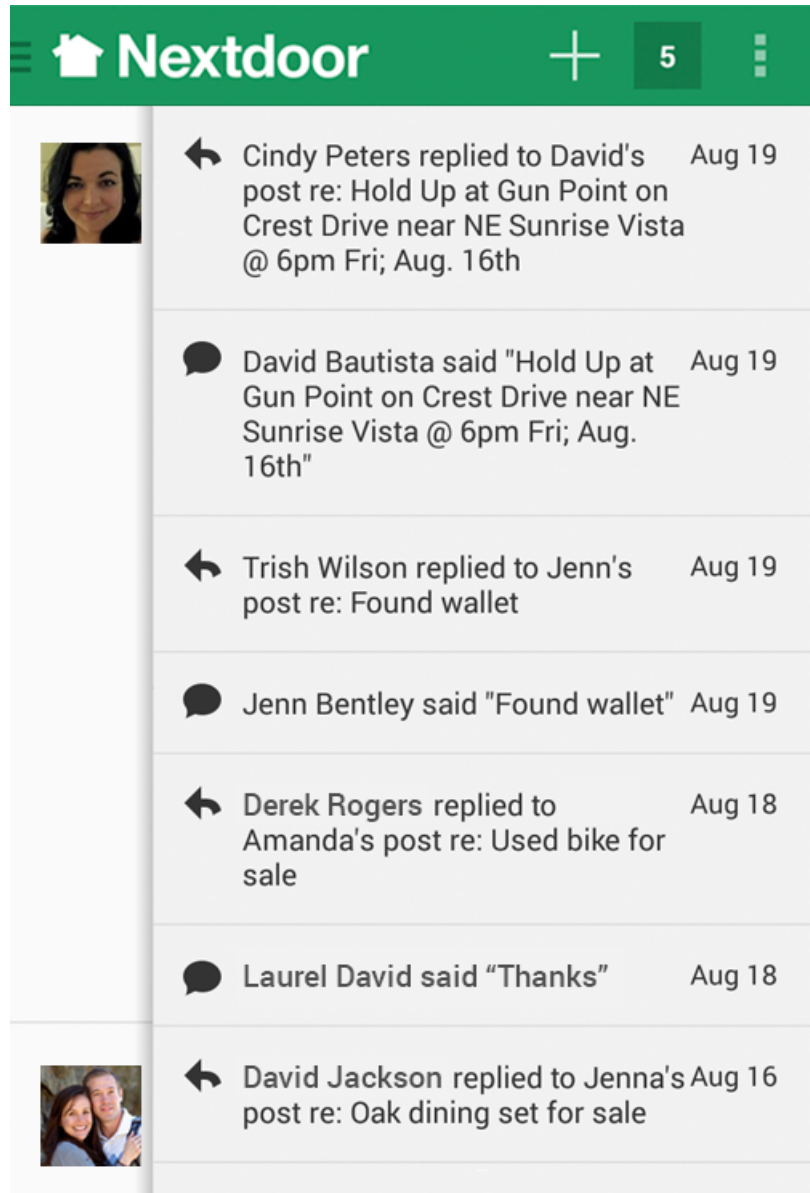 Nextdoor
5
Cindy Peters replied to David's
post re: Hold Up at Gun Point on
Crest Drive near NE Sunrise Vista
@ 6pm Fri; Aug. 16th
Aug 19
David Bautista said "Hold Up at
Gun Point on Crest Drive near NE
Sunrise Vista @ 6pm Fri; Aug.
16th"
Aug 19
Trish Wilson replied to Jenn's
post re: Found wallet
Aug 19
Jenn Bentley said "Found wallet"
Aug 19
Derek Rogers replied to
Amanda's post re: Used bike for
sale
Aug 18
Laurel David said “Thanks”
Aug 18
David Jackson replied to Jenna's
post re: Oak dining set for sale
Aug 16